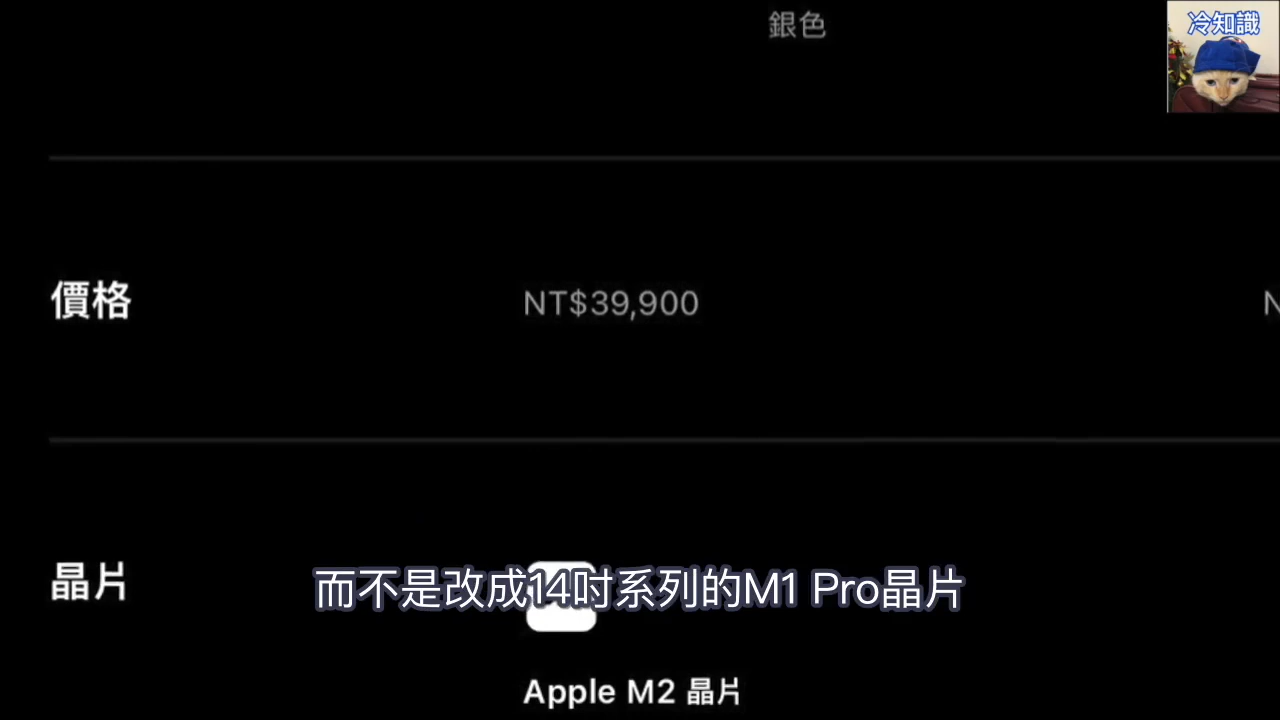 銀色
冷知識
價格
NT$39,900
N
晶片
而不是改成14吋系列的M1 Pro晶片
Apple M2 晶片